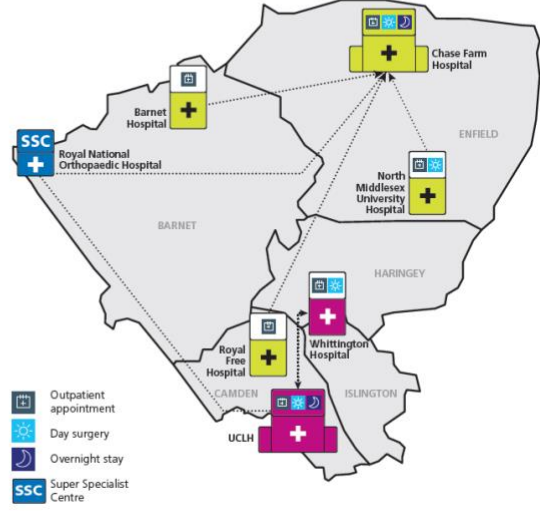 Chase Farm
Hospital
ENFIELD
Barnet
Hospital
SSC
Royal National
Orthopaedic Hospital
North
Middlesex
University
Hospital
BARNET
HARINGEY
Whittington
Hospital
Royal
Free
Hospital
CAMDEN
ISLINGTON
UCLH
Outpatient
appointment
Day surgery
Overnight stay
SSC
Super Specialist
Centre